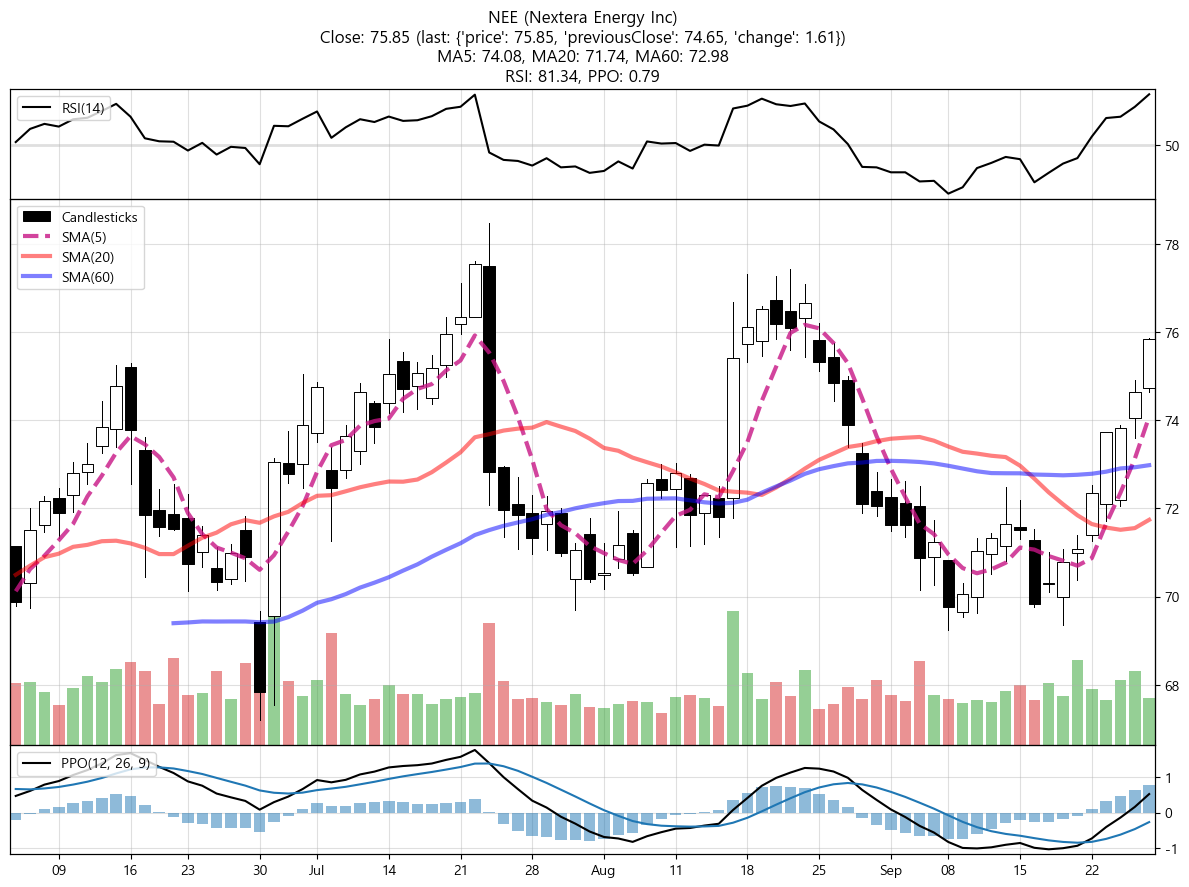 NEE (Nextera Energy Inc)
Close: 75.85 (last: {'price': 75.85, 'previousClose': 74.65, 'change': 1.61})
MA5: 74.08, MA20: 71.74, MA60: 72.98
RSI: 81.34, PPO: 0.79
RSI(14)
50
Candlesticks
SMA(5)
SMA(20)
SMA(60)
78
76
74
72
70
68
PPO(12, 26, 9)
1
0
-1
09 16 23 30 Jul 14 21 28 Aug 11 18 25 Sep 08 15 22